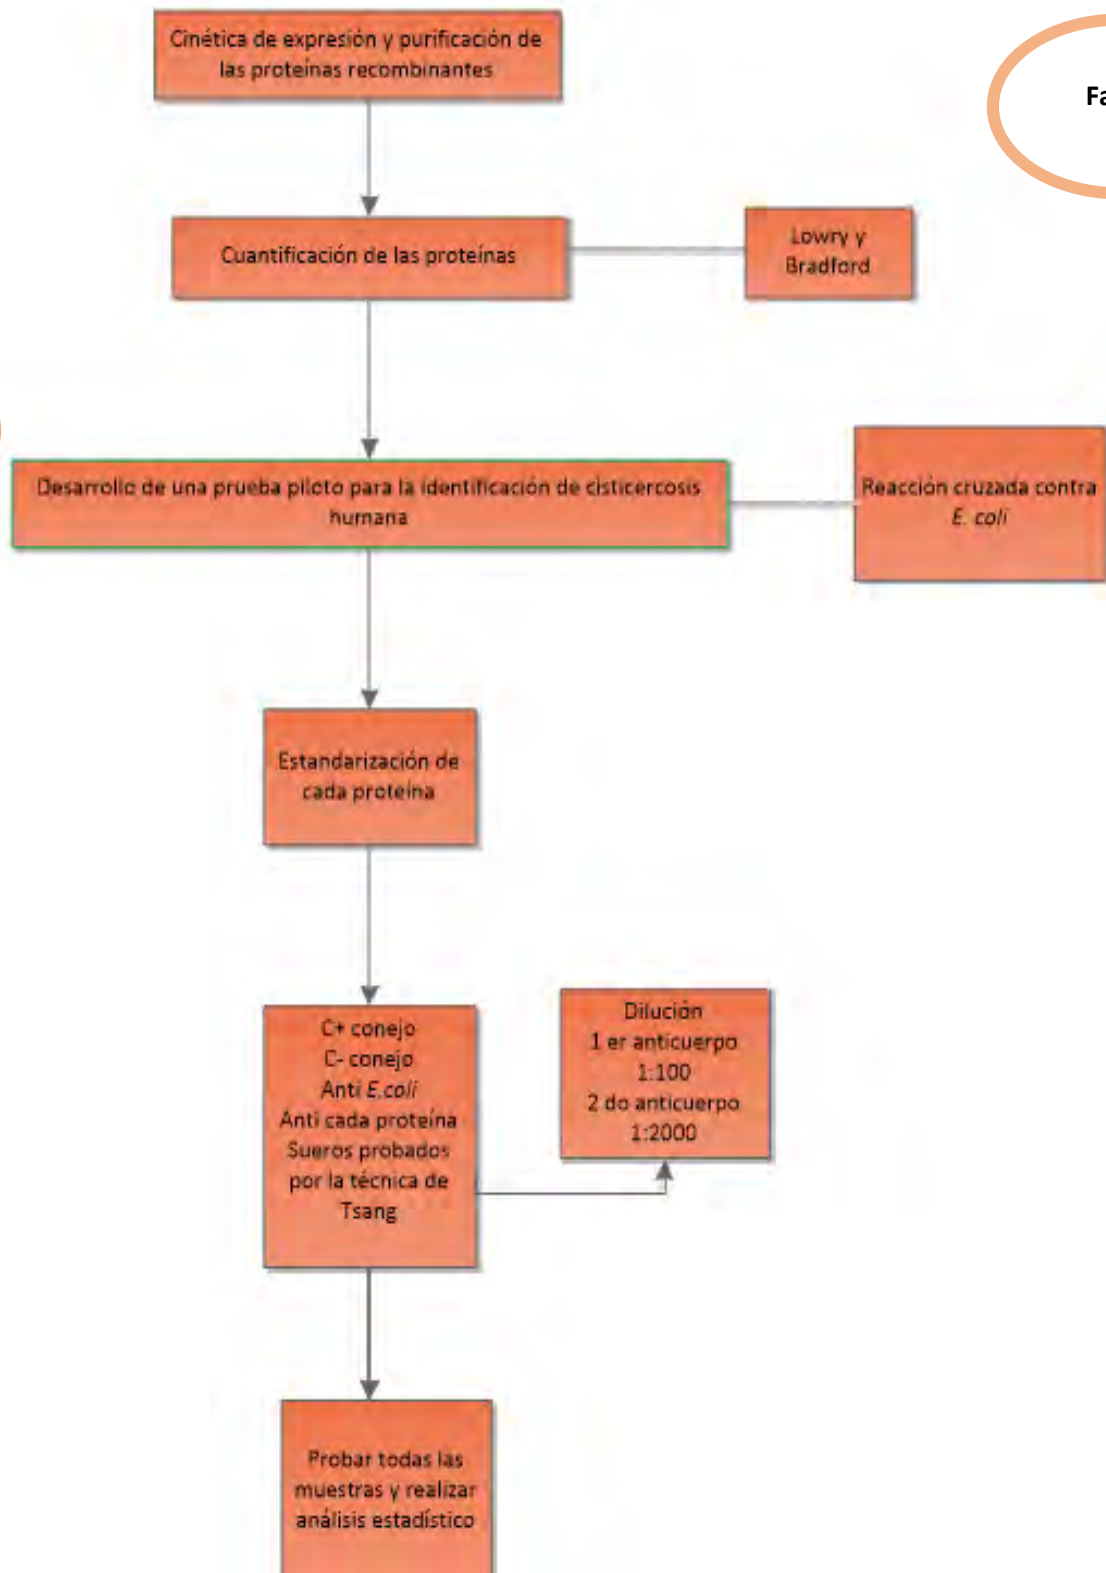 Cinética de expresión y purificación de
las proteínas recombinantes
Fa
Cuantificación de las proteínas
Lowry y
Bradford
Desarrollo de una prueba piloto para la identificación de cisticercosis
humana
Reacción cruzada contra
E. coli
Estandarización de
cada proteína
C+ conejo
C- conejo
Anti E.coli
Anti cada proteína
Sueros probados
por la técnica de
Tsang
Dilución
1 er anticuerpo
1:100
2 do anticuerpo
1:2000
Probar todas las
muestras y realizar
análisis estadístico